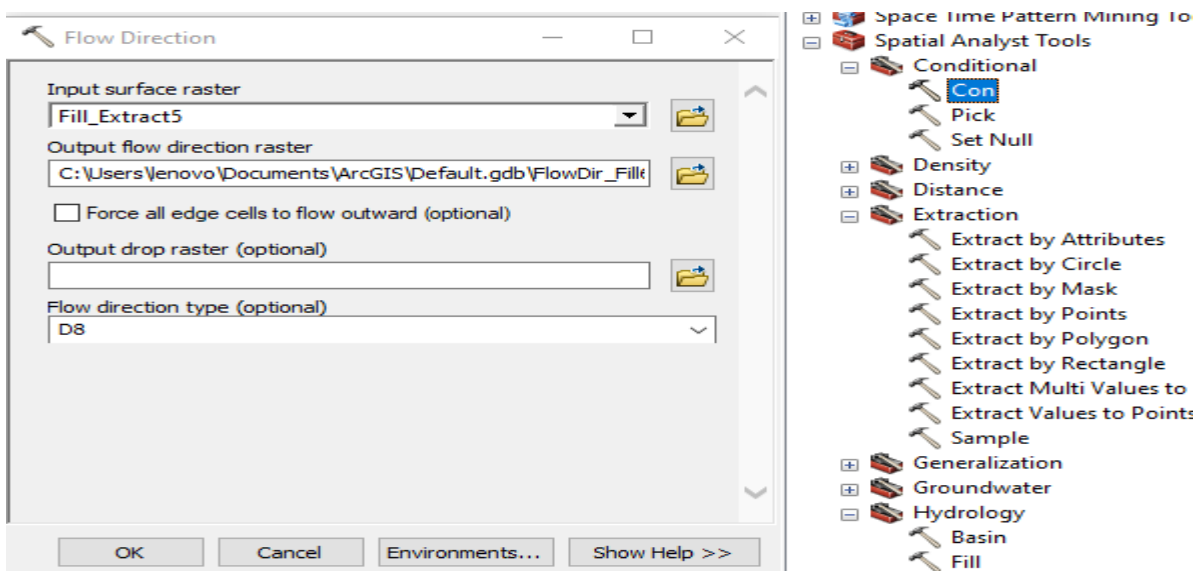 Flow Direction
Input surface raster
Fill_Extract5
Output flow direction raster
C:\Users\lenovo\Documents\ArcGIS\Default.gdb\FlowDir_Fill
Force all edge cells to flow outward (optional)
Output drop raster (optional)
Flow direction type (optional)
D8
OK
Cancel
Environments...
Show Help >>
Space Time Pattern Mining To
Spatial Analyst Tools
Conditional
Con
Pick
Set Null
Density
Distance
Extraction
Extract by Attributes
Extract by Circle
Extract by Mask
Extract by Points
Extract by Polygon
Extract by Rectangle
Extract Multi Values to
Extract Values to Points
Sample
Generalization
Groundwater
Hydrology
Basin
Fill